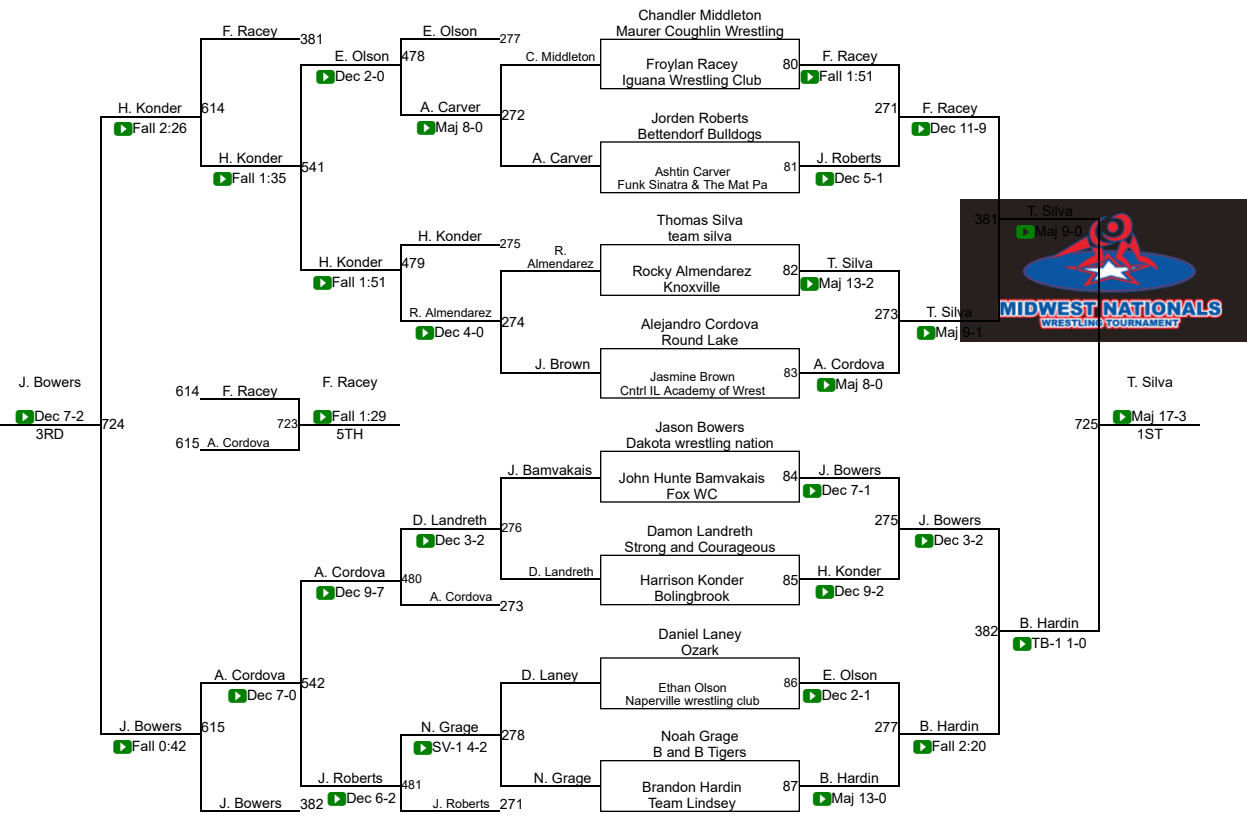 Chandler Middleton
Maurer Coughlin Wrestling
F. Racey 381
E. Olson 277
E. Olson 478
Dec 2-0
C. Middleton
Froylan Racey 80
Iguana Wrestling Club
F. Racey
Fall 1:51
H. Konder 614
Fall 2:26
A. Carver 272
Maj 8-0
Jorden Roberts
Bettendorf Bulldogs
271 F. Racey
Dec 11-9
H. Konder 541
Fall 1:35
A. Carver
Ashtin Carver 81
Funk Sinatra & The Mat Pa
J. Roberts
Dec 5-1
Thomas Silva
team silva
381 T. Silva
Maj 9-0
H. Konder 275
H. Konder 479
Fall 1:51
R.
Almendarez
Rocky Almendarez 82
Knoxville
T. Silva
Maj 13-2
R. Almendarez 274
Dec 4-0
Alejandro Cordova
Round Lake
273 T. Silva
Maj 9-1
MIDWEST NATIONALS
WRESTLING TOURNAMENT
J. Brown
Jasmine Brown 83
Cntrl IL Academy of Wrest
A. Cordova
Maj 8-0
J. Bowers
Dec 7-2
3RD
724
614 F. Racey
615 A. Cordova
723
F. Racey
Fall 1:29
5TH
T. Silva
725 Maj 17-3
1ST
Jason Bowers
Dakota wrestling nation
J. Bamvakais
John Hunte Bamvakais 84
Fox WC
J. Bowers
Dec 7-1
D. Landreth 276
Dec 3-2
Damon Landreth
Strong and Courageous
275 J. Bowers
Dec 3-2
A. Cordova 480
Dec 9-7
D. Landreth
Harrison Konder 85
Bolingbrook
H. Konder
Dec 9-2
A. Cordova 273
Daniel Laney
Ozark
382 B. Hardin
TB-1 1-0
A. Cordova 542
Dec 7-0
D. Laney
Ethan Olson 86
Naperville wrestling club
E. Olson
Dec 2-1
J. Bowers 615
Fall 0:42
N. Grage 278
SV-1 4-2
Noah Grage
B and B Tigers
277 B. Hardin
Fall 2:20
J. Roberts 481
Dec 6-2
N. Grage
Brandon Hardin 87
Team Lindsey
B. Hardin
Maj 13-0
J. Bowers 382
J. Roberts 271